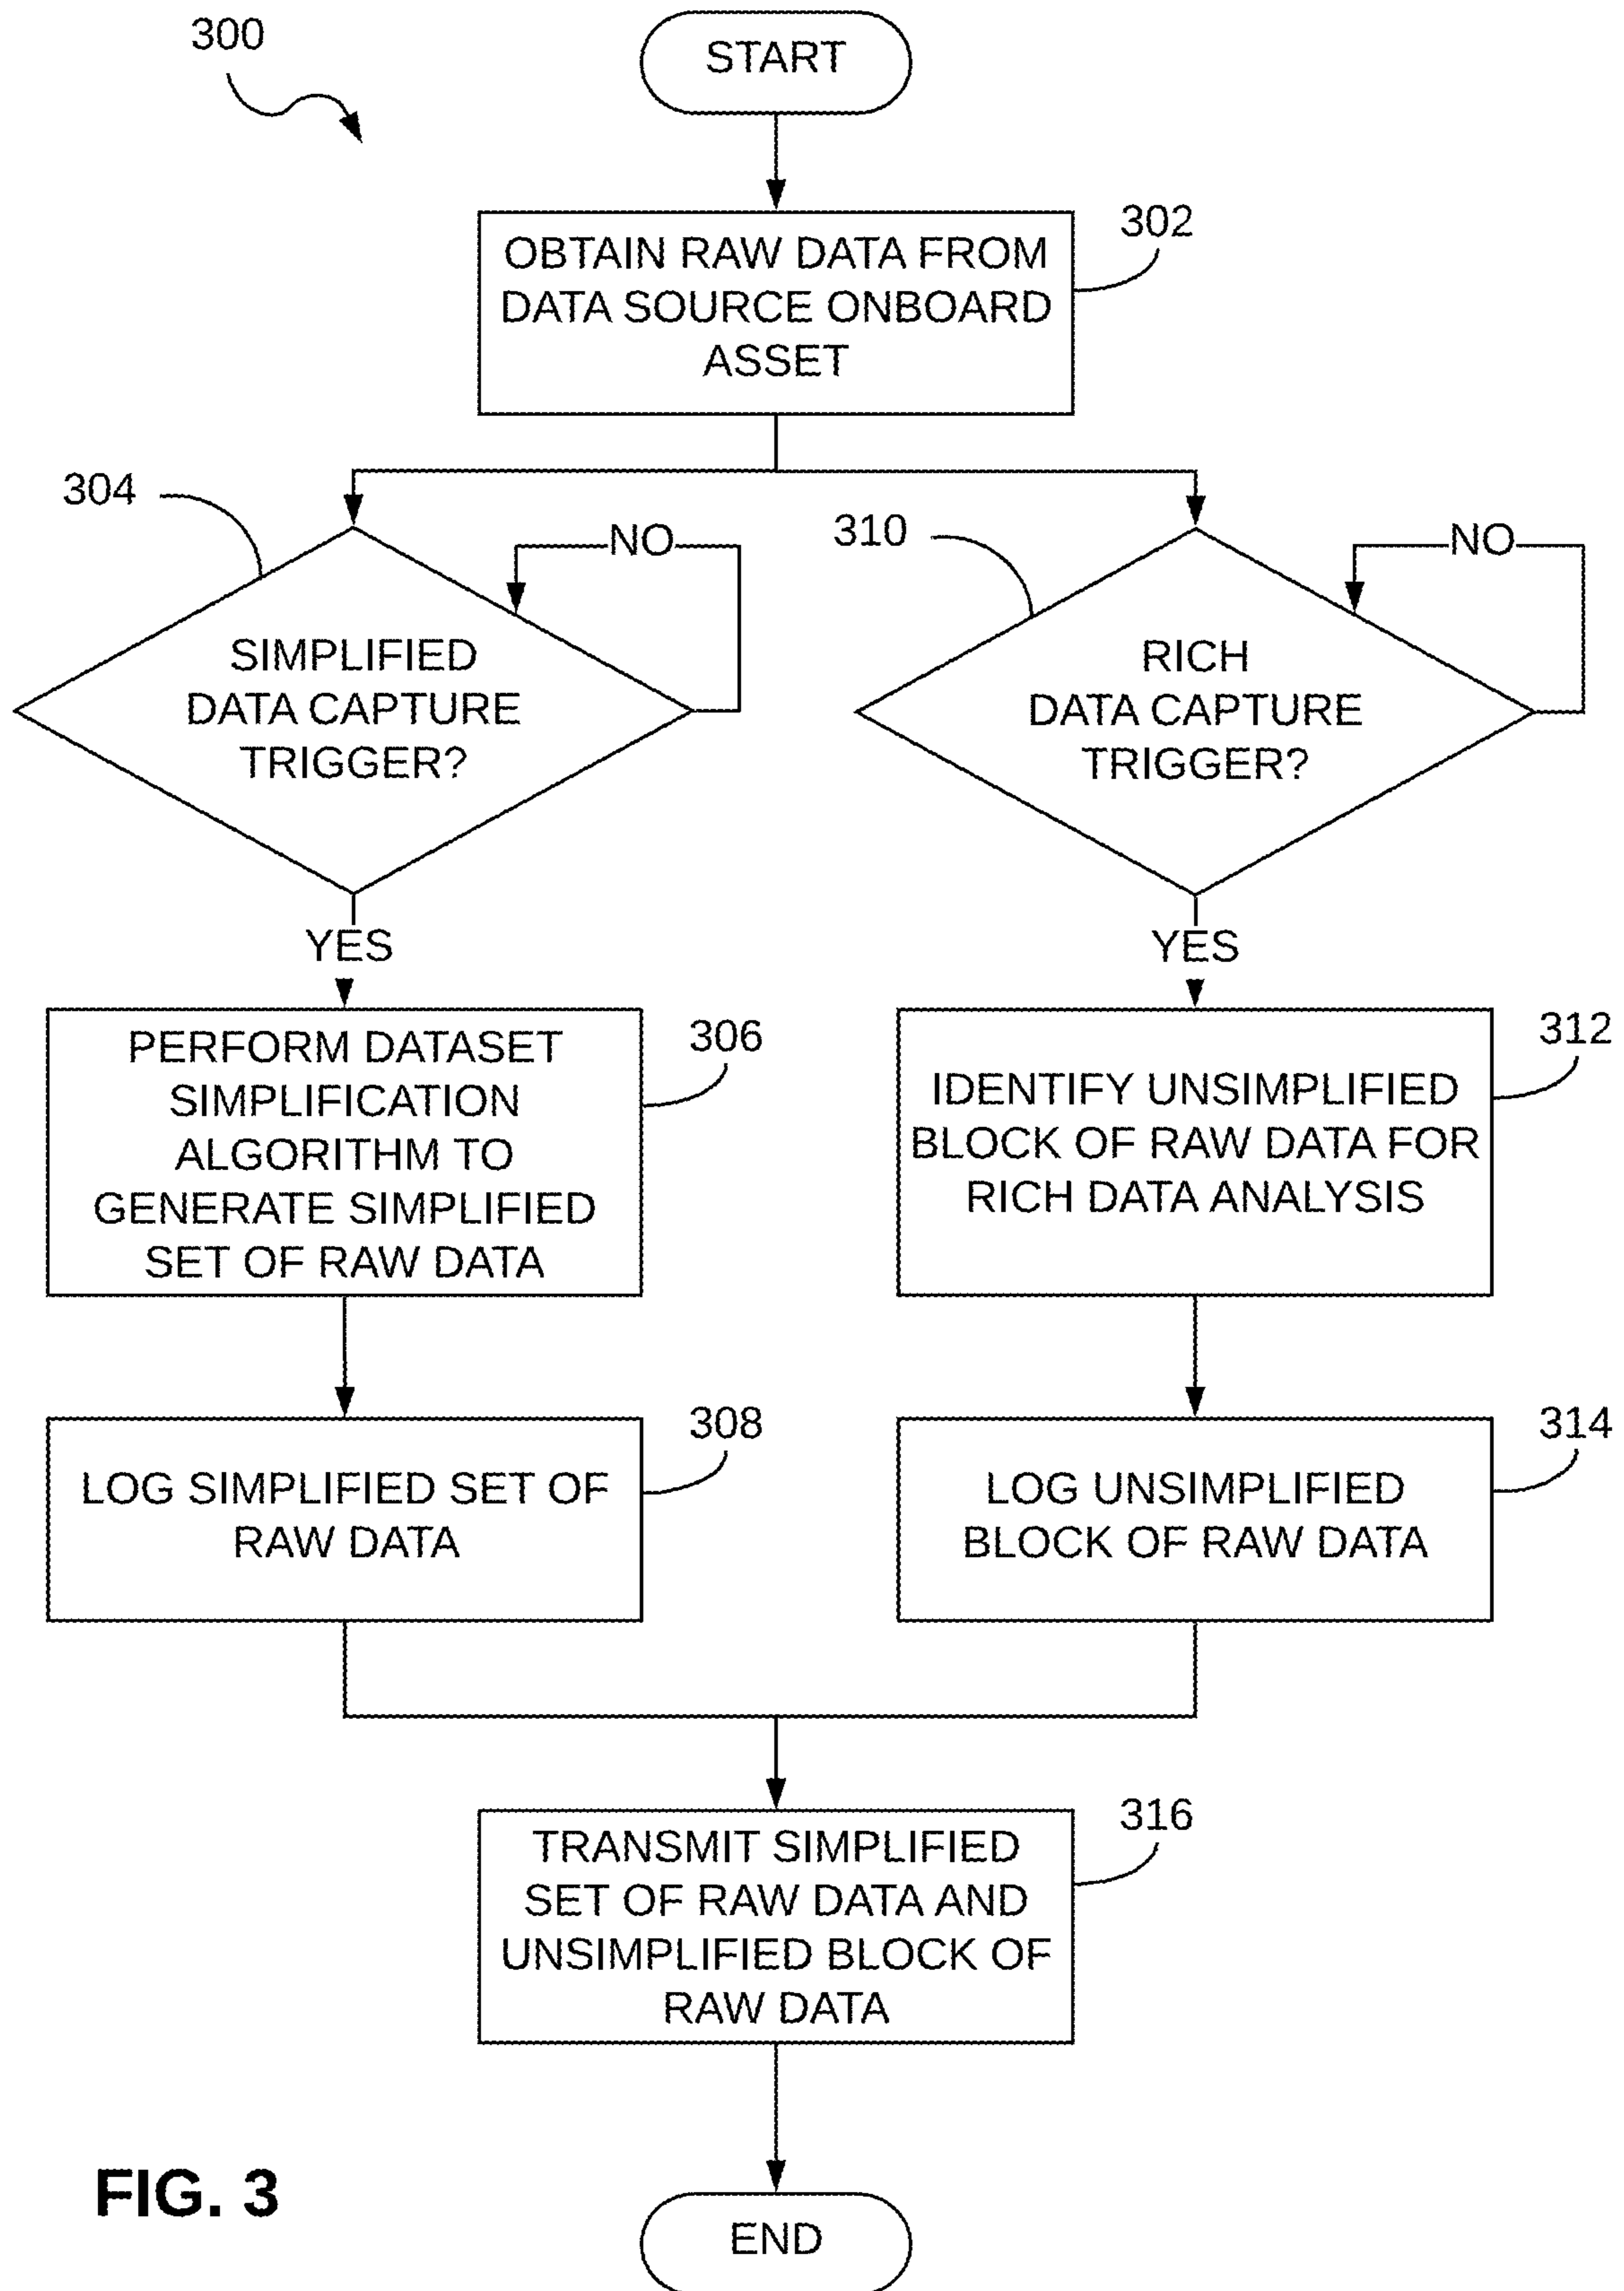 300
START
302
OBTAIN RAW DATA FROM
DATA SOURCE ONBOARD
ASSET
304
NO
SIMPLIFIED
DATA CAPTURE
TRIGGER?
YES
310
NO
RICH
DATA CAPTURE
TRIGGER?
YES
306
PERFORM DATASET
SIMPLIFICATION
ALGORITHM TO
GENERATE SIMPLIFIED
SET OF RAW DATA
312
IDENTIFY UNSIMPLIFIED
BLOCK OF RAW DATA FOR
RICH DATA ANALYSIS
308
LOG SIMPLIFIED SET OF
RAW DATA
314
LOG UNSIMPLIFIED
BLOCK OF RAW DATA
316
TRANSMIT SIMPLIFIED
SET OF RAW DATA AND
UNSIMPLIFIED BLOCK OF
RAW DATA
FIG. 3
END